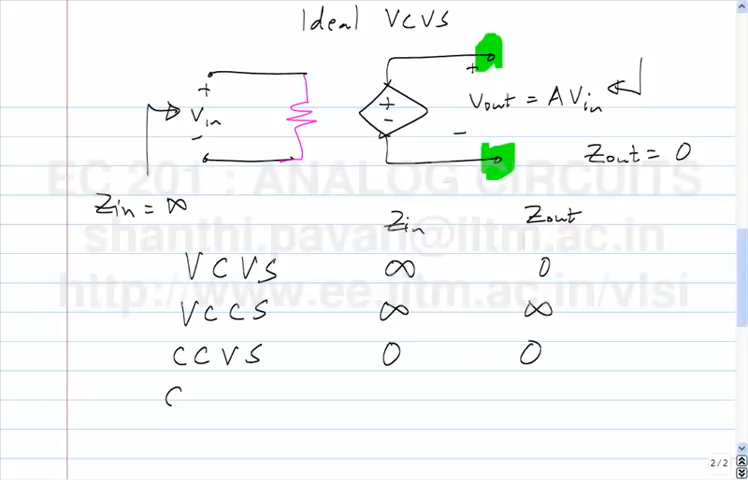 Ideal VCVS
+ + +
Vin + - Vout = A Vin
- -
Zout = 0
EC 201 : ANALOG CIRCUITS
Zin = ∞
Zin Zout
shanthi.pavan@iitm.ac.in
VCVS ∞ 0
http://www.ee.iitm.ac.in/vlsi
VCCS ∞ ∞
CCVS 0 0
C
2/2